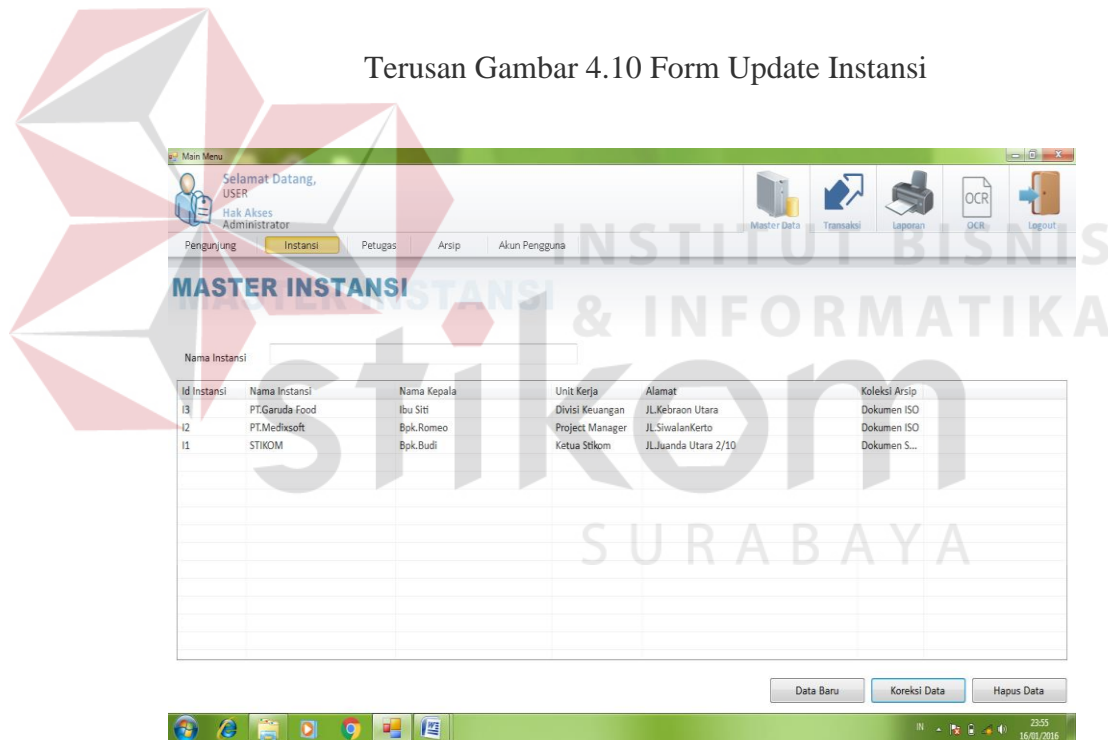 Terusan Gambar 4.10 Form Update Instansi
Main Menu
Selamat Datang,
USER
Hak Akses
Administrator
Master Data Transaksi Laporan OCR OCR Logout
Pengunjung Instansi Petugas Arsip Akun Pengguna
INSTITUT BISNIS
MASTER INSTANSI
& INFORMATIKA
stikom
SURABAYA
Nama Instansi
Id Instansi Nama Instansi Nama Kepala Unit Kerja Alamat Koleksi Arsip
I3 PT.Garuda Food Ibu Siti Divisi Keuangan JL.Kebraon Utara Dokumen ISO
I2 PT.Medixsoft Bpk.Romeo Project Manager JL.SiwalanKerto Dokumen ISO
I1 STIKOM Bpk.Budi Ketua Stikom JL.Juanda Utara 2/10 Dokumen S...
Data Baru Koreksi Data Hapus Data
IN 23:55
16/01/2016